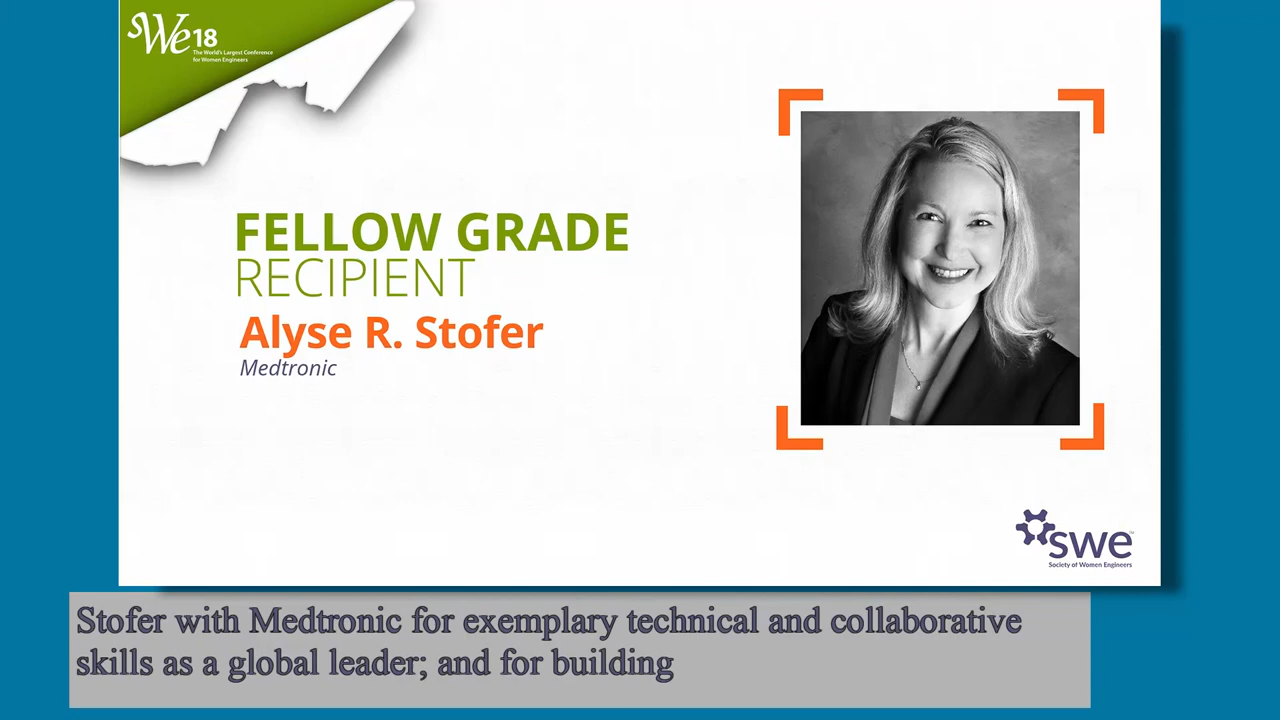 sWe18
The World's Largest Conference
for Women Engineers
FELLOW GRADE
RECIPIENT
Alyse R. Stofer
Medtronic
swe™
Society of Women Engineers
Stofer with Medtronic for exemplary technical and collaborative
skills as a global leader; and for building